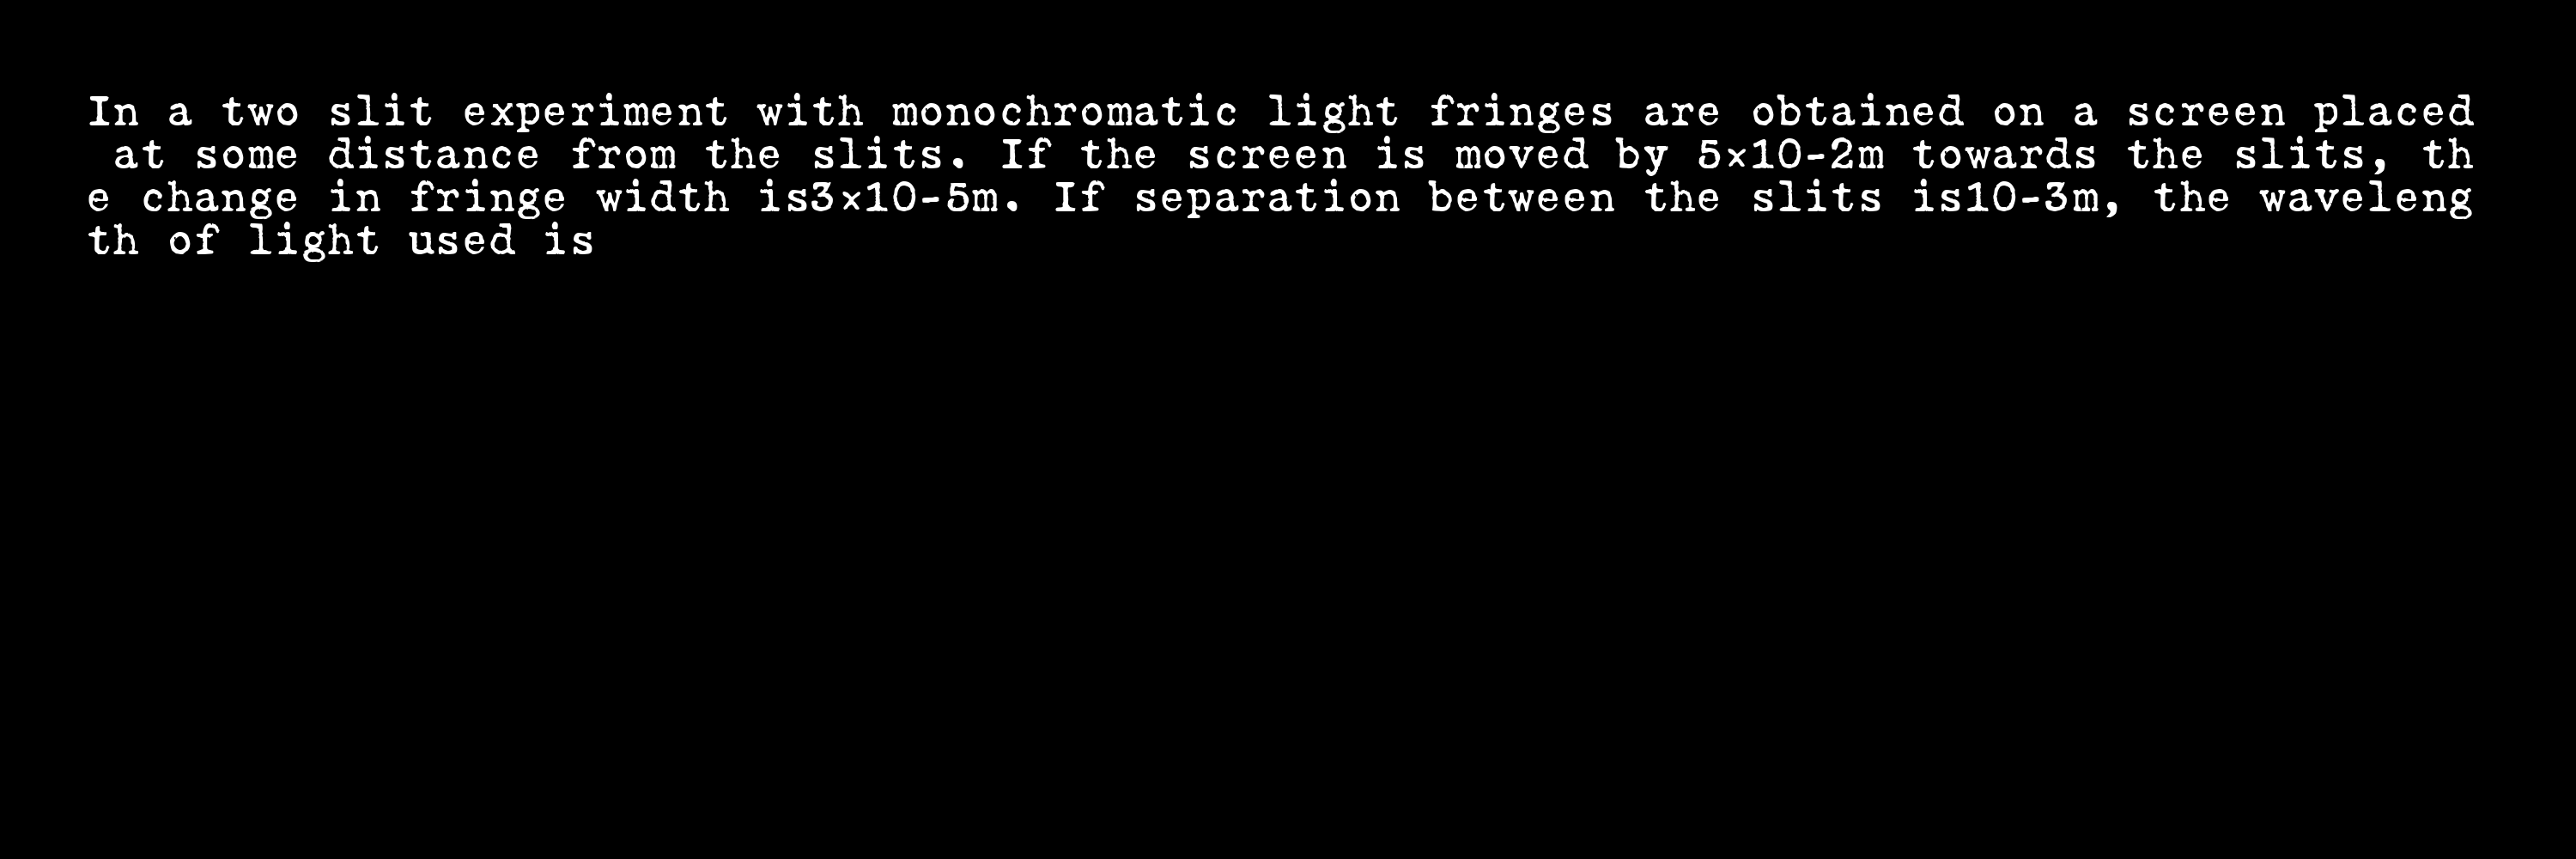 In a two slit experiment with monochromatic light fringes are obtained on a screen placed
 at some distance from the slits. If the screen is moved by 5×10-2m towards the slits, th
e change in fringe width is3×10-5m. If separation between the slits is10-3m, the waveleng
th of light used is